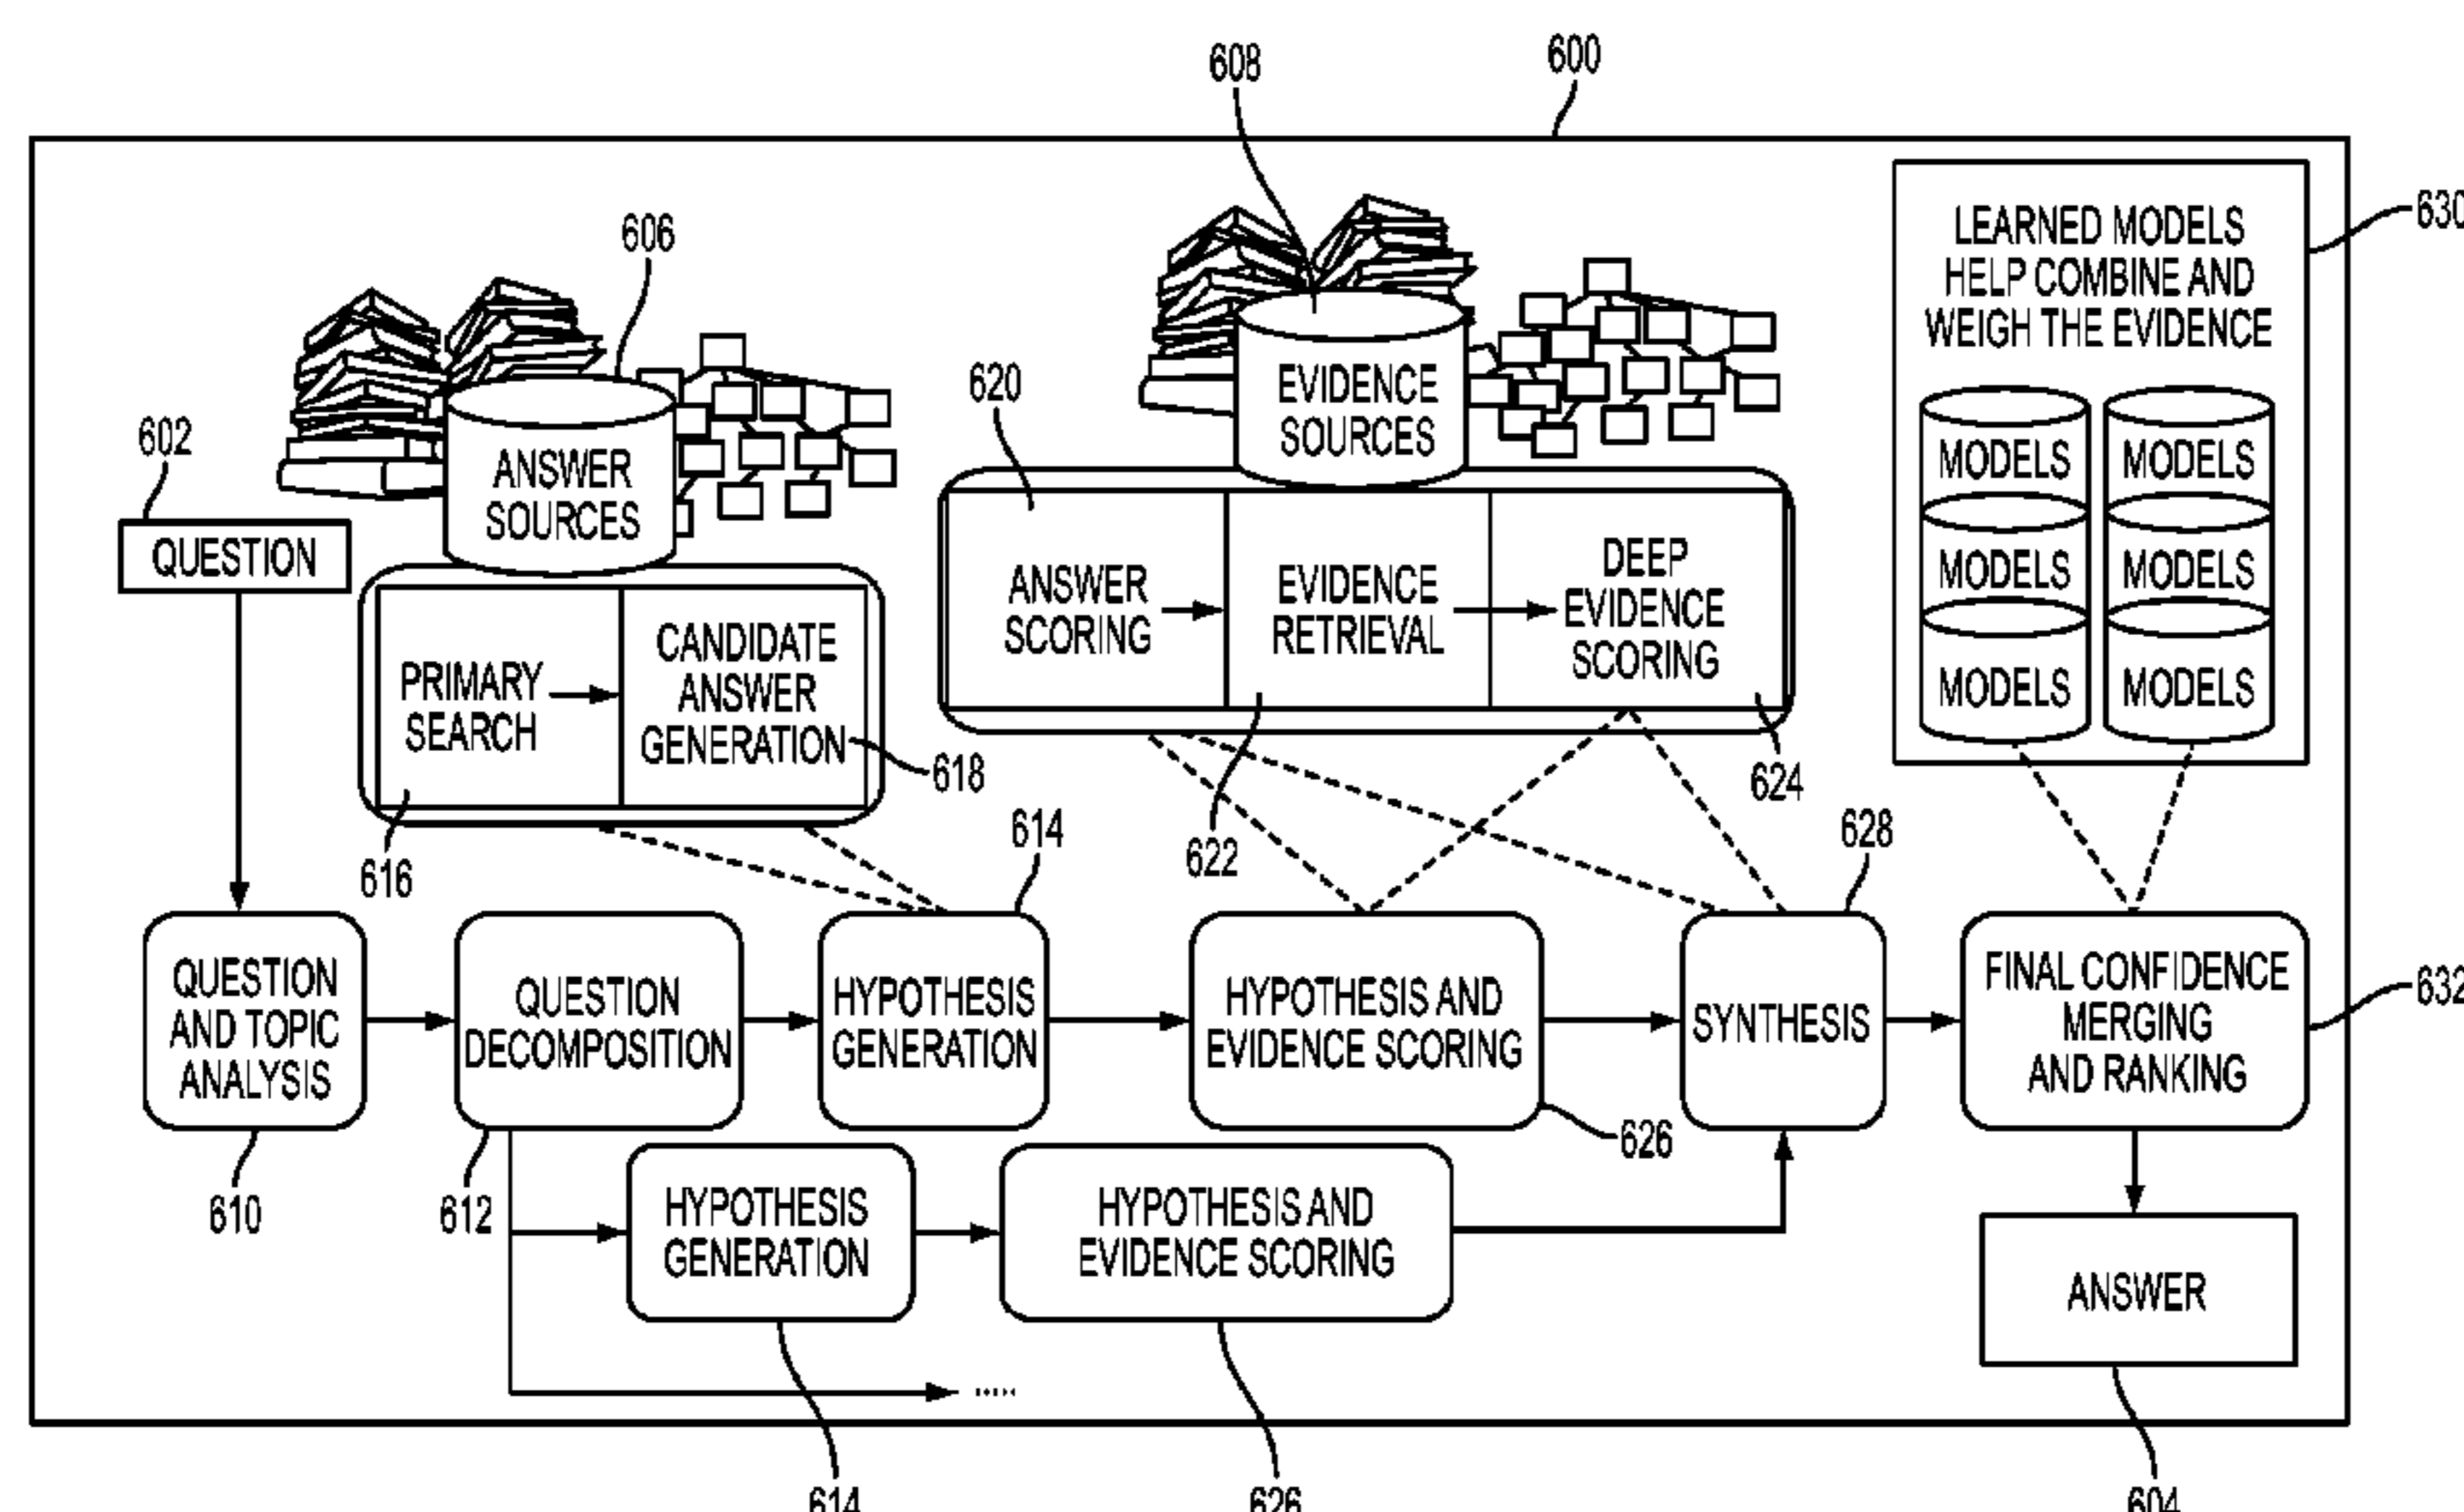 608
600
606
630
LEARNED MODELS
HELP COMBINE AND
WEIGH THE EVIDENCE
620
EVIDENCE
SOURCES
602
ANSWER
SOURCES
MODELS
MODELS
MODELS
MODELS
MODELS
MODELS
QUESTION
ANSWER
SCORING
EVIDENCE
RETRIEVAL
DEEP
EVIDENCE
SCORING
PRIMARY
SEARCH
CANDIDATE
ANSWER
GENERATION
618
624
616
614
622
628
QUESTION
AND TOPIC
ANALYSIS
QUESTION
DECOMPOSITION
HYPOTHESIS
GENERATION
HYPOTHESIS AND
EVIDENCE SCORING
SYNTHESIS
FINAL CONFIDENCE
MERGING
AND RANKING
632
626
610
612
HYPOTHESIS
GENERATION
HYPOTHESIS AND
EVIDENCE SCORING
ANSWER
.....
614
626
604